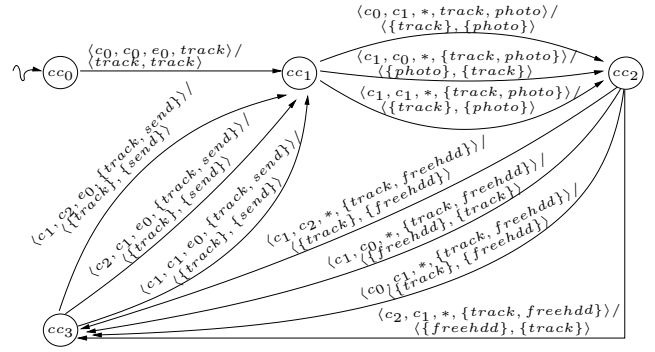 ⟨c₀, c₁, *, track, photo⟩/
⟨{track}, {photo}⟩
⟨c₀, c₀, e₀, track⟩/
⟨track, track⟩
cc₀
cc₁
cc₂
⟨c₁, c₀, *, {track, photo}⟩/
⟨{photo}, {track}⟩
⟨c₁, c₁, *, {track, photo}⟩/
⟨{track}, {photo}⟩
⟨c₁, c₂, e₀, {track, send}⟩/
⟨{track}, {send}⟩
⟨c₂, c₁, e₀, {track, send}⟩/
⟨{track}, {send}⟩
⟨c₁, c₁, e₀, {track, send}⟩/
⟨{track}, {send}⟩
⟨c₁, c₂, *, {track, freehdd}⟩/
⟨{track}, {freehdd}⟩
⟨c₁, c₀, *, {track, freehdd}⟩/
⟨{freehdd}, {track}⟩
⟨c₀, c₁, *, {track, freehdd}⟩/
⟨{track}, {freehdd}⟩
⟨c₂, c₁, *, {track, freehdd}⟩/
⟨{freehdd}, {track}⟩
cc₃